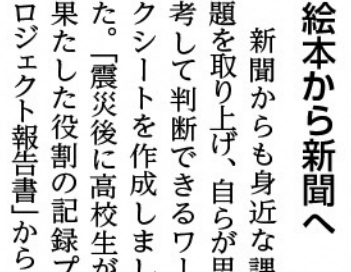 絵本から新聞へ
新聞からも身近な課
題を取り上げ、自らが思
考して判断できるワー
クシートを作成しまし
た。「震災後に高校生が
果たした役割の記録プ
ロジェクト報告書」から